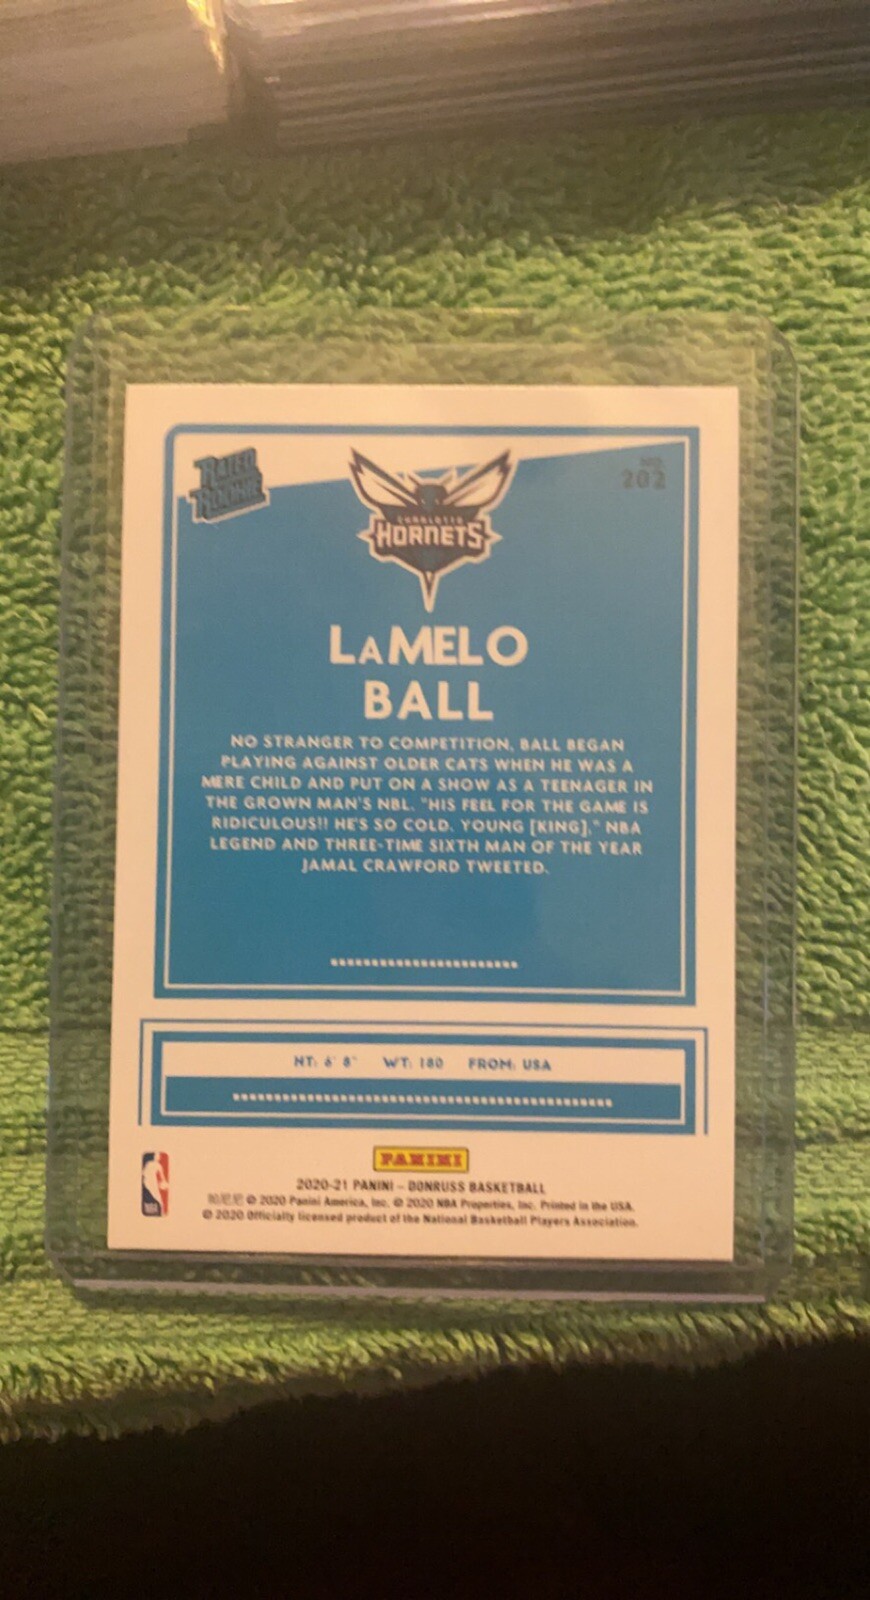 RATED
ROOKIE
NO.
202
CHARLOTTE
HORNETS
LaMELO
BALL
NO STRANGER TO COMPETITION, BALL BEGAN
PLAYING AGAINST OLDER CATS WHEN HE WAS A
MERE CHILD AND PUT ON A SHOW AS A TEENAGER IN
THE GROWN MAN'S NBL. "HIS FEEL FOR THE GAME IS
RIDICULOUS!! HE'S SO COLD. YOUNG [KING]," NBA
LEGEND AND THREE-TIME SIXTH MAN OF THE YEAR
JAMAL CRAWFORD TWEETED.
HT: 6' 8" WT: 180 FROM: USA
PANINI
2020-21 PANINI – DONRUSS BASKETBALL
帕尼尼 © 2020 Panini America, Inc. © 2020 NBA Properties, Inc. Printed in the USA.
© 2020 Officially licensed product of the National Basketball Players Association.